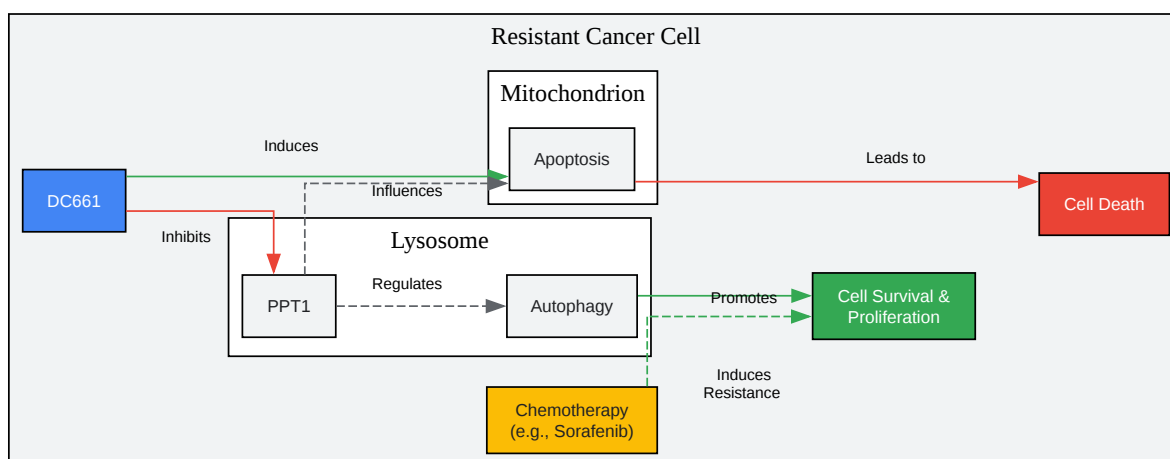 Resistant Cancer Cell
Mitochondrion
Induces
Apoptosis
Leads to
Influences
DC661
Cell Death
Inhibits
Lysosome
Regulates
PPT1
Autophagy
Promotes
Cell Survival &
Proliferation
Induces
Resistance
Chemotherapy
(e.g., Sorafenib)